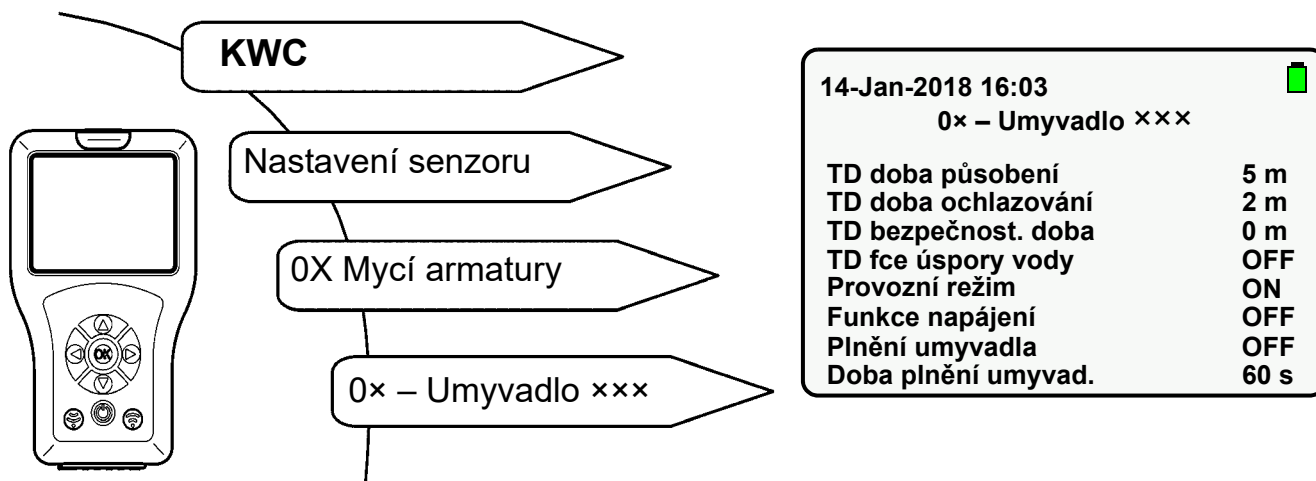 KWC
Nastavení senzoru
0X Mycí armatury
0× – Umyvadlo ×××
OK
14-Jan-2018 16:03
0× – Umyvadlo ×××
TD doba působení 5 m
TD doba ochlazování 2 m
TD bezpečnost. doba 0 m
TD fce úspory vody OFF
Provozní režim ON
Funkce napájení OFF
Plnění umyvadla OFF
Doba plnění umyvad. 60 s